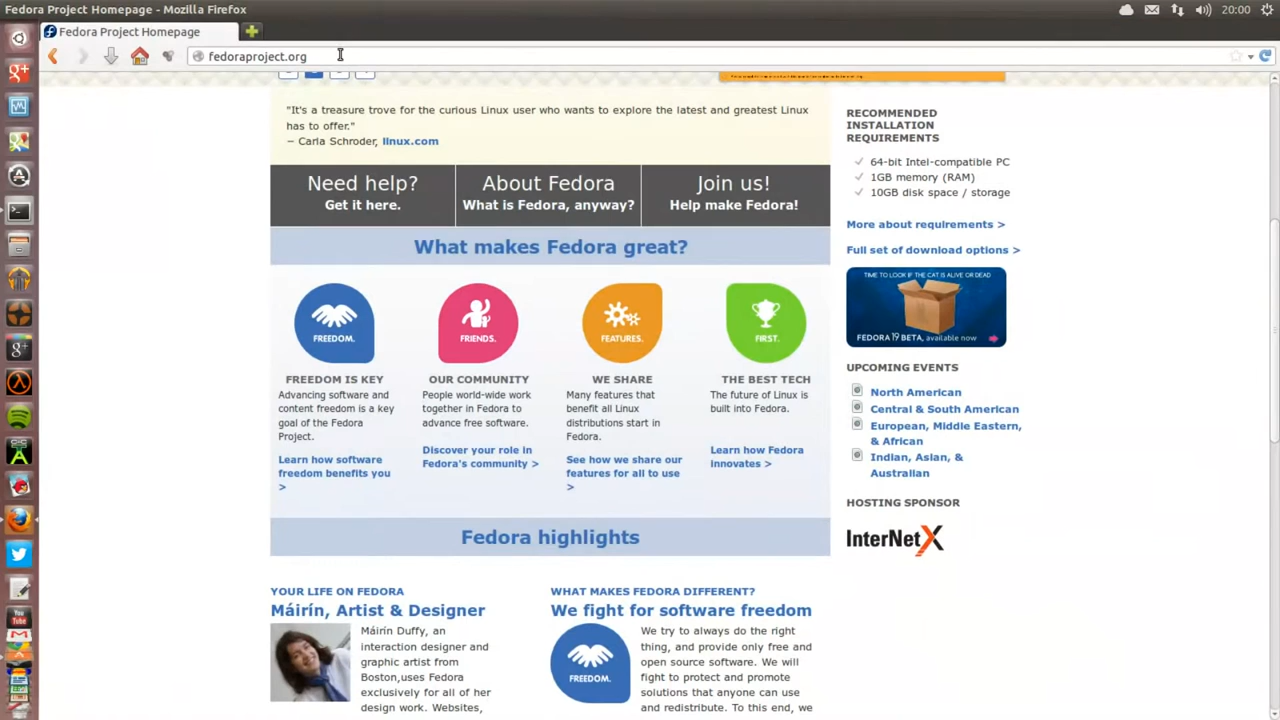 Fedora Project Homepage - Mozilla Firefox
20:00
Fedora Project Homepage
fedoraproject.org
"It's a treasure trove for the curious Linux user who wants to explore the latest and greatest Linux
has to offer."
– Carla Schroder, linux.com
Need help?
Get it here.
About Fedora
What is Fedora, anyway?
Join us!
Help make Fedora!
What makes Fedora great?
FREEDOM.
FREEDOM IS KEY
Advancing software and
content freedom is a key
goal of the Fedora
Project.
Learn how software
freedom benefits you
>
FRIENDS.
OUR COMMUNITY
People world-wide work
together in Fedora to
advance free software.
Discover your role in
Fedora's community >
FEATURES.
WE SHARE
Many features that
benefit all Linux
distributions start in
Fedora.
See how we share our
features for all to use
>
FIRST.
THE BEST TECH
The future of Linux is
built into Fedora.
Learn how Fedora
innovates >
Fedora highlights
YOUR LIFE ON FEDORA
Máirín, Artist & Designer
Máirín Duffy, an
interaction designer and
graphic artist from
Boston,uses Fedora
exclusively for all of her
design work. Websites,
WHAT MAKES FEDORA DIFFERENT?
We fight for software freedom
FREEDOM.
We try to always do the right
thing, and provide only free and
open source software. We will
fight to protect and promote
solutions that anyone can use
and redistribute. To this end, we
RECOMMENDED
INSTALLATION
REQUIREMENTS
64-bit Intel-compatible PC
1GB memory (RAM)
10GB disk space / storage
More about requirements >
Full set of download options >
TIME TO LOOK IF THE CAT IS ALIVE OR DEAD
FEDORA 19 BETA, available now
UPCOMING EVENTS
North American
Central & South American
European, Middle Eastern,
& African
Indian, Asian, &
Australian
HOSTING SPONSOR
InterNetX